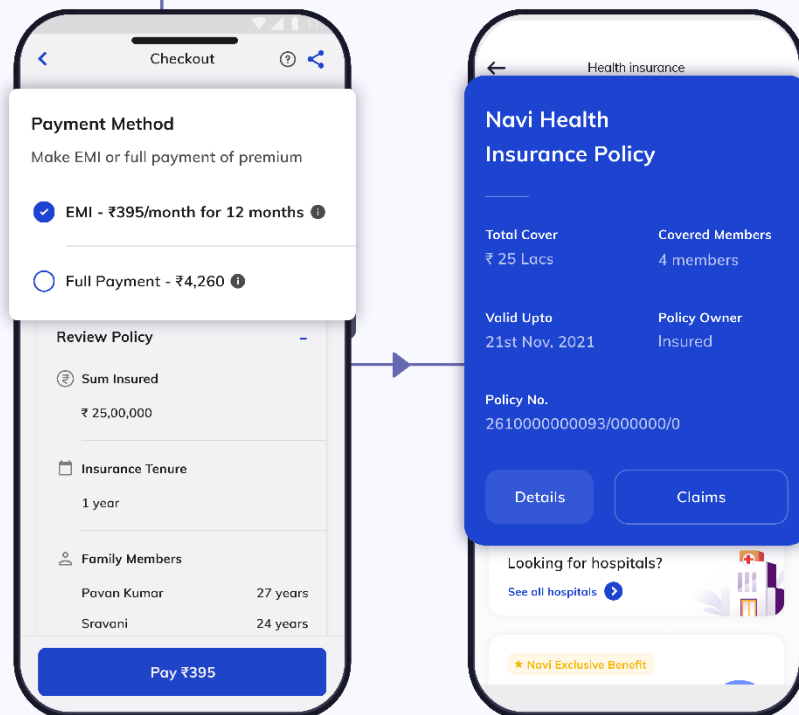 Checkout
Payment Method
Make EMI or full payment of premium
EMI - ₹395/month for 12 months
Full Payment - ₹4,260
Review Policy
Sum Insured
₹ 25,00,000
Insurance Tenure
1 year
Family Members
Pavan Kumar 27 years
Sravani 24 years
Pay ₹395
Health insurance
Navi Health
Insurance Policy
Total Cover Covered Members
₹ 25 Lacs 4 members
Valid Upto Policy Owner
21st Nov, 2021 Insured
Policy No.
2610000000093/000000/0
Details Claims
Looking for hospitals?
See all hospitals
★ Navi Exclusive Benefit